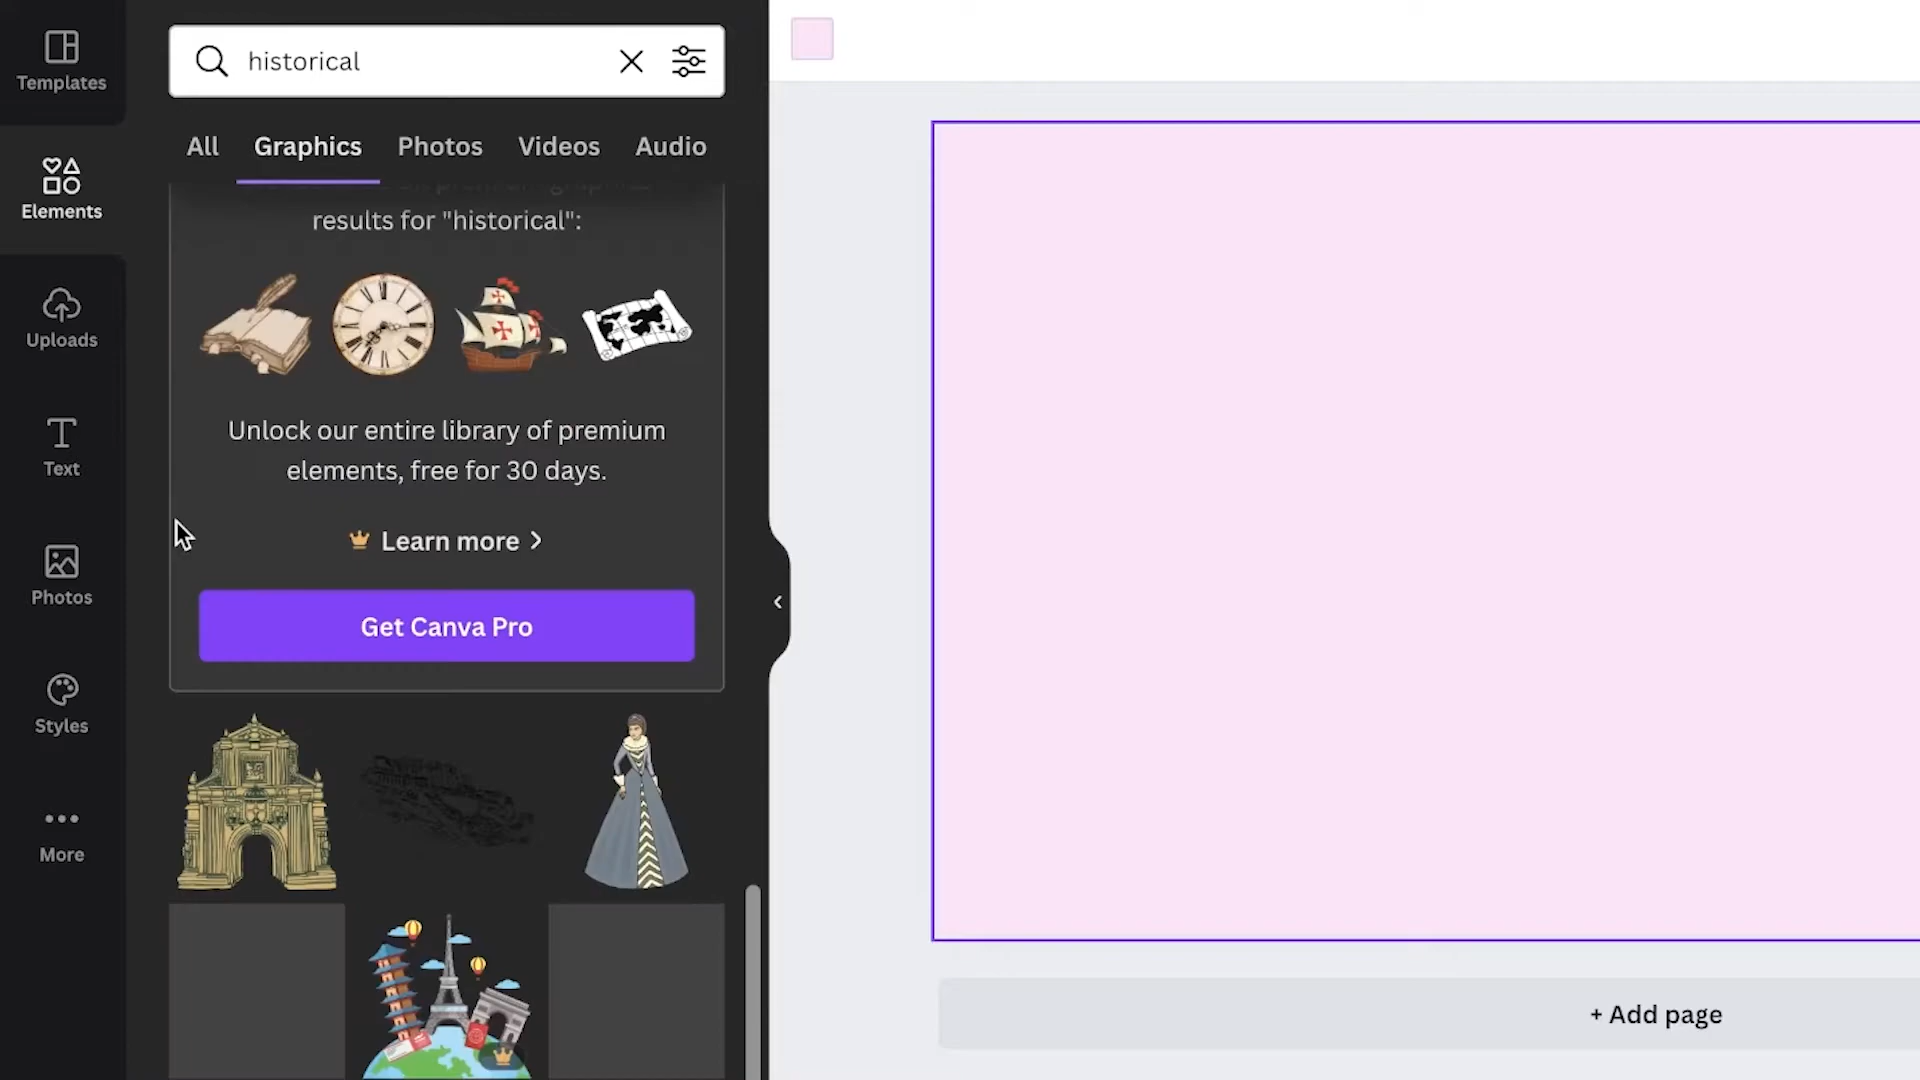 Templates
Elements
Uploads
Text
Photos
Styles
More
historical
All Graphics Photos Videos Audio
results for "historical":
Unlock our entire library of premium
elements, free for 30 days.
Learn more
Get Canva Pro
+ Add page